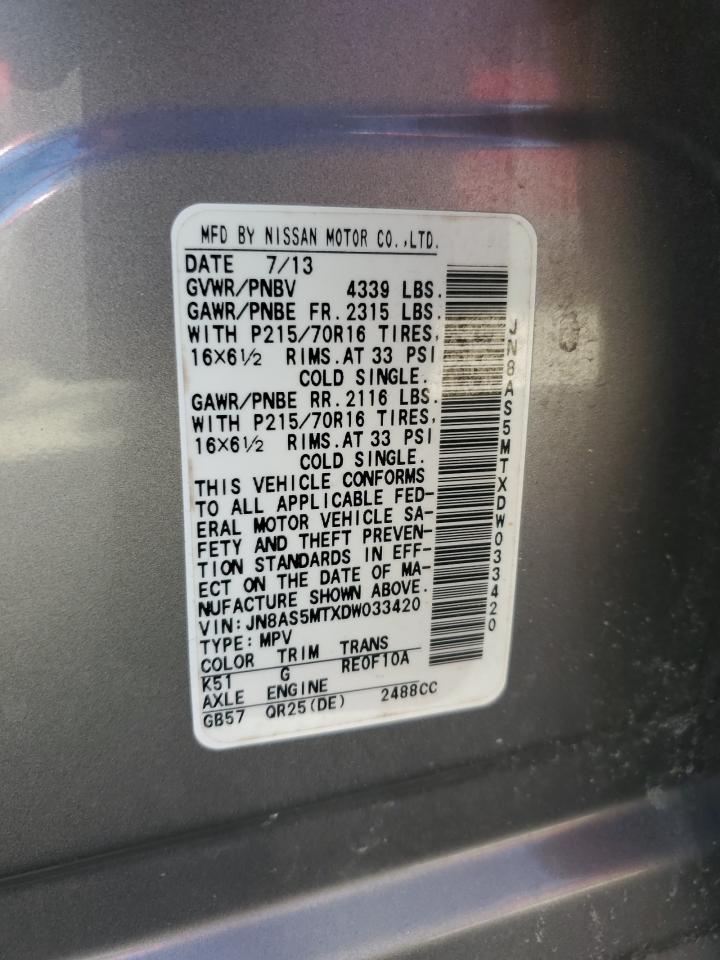 MFD BY NISSAN MOTOR CO.,LTD.
DATE 7/13
GVWR/PNBV 4339 LBS.
GAWR/PNBE FR. 2315 LBS.
WITH P215/70R16 TIRES,
16X6½ RIMS. AT 33 PSI
COLD SINGLE.
GAWR/PNBE RR. 2116 LBS.
WITH P215/70R16 TIRES,
16X6½ RIMS. AT 33 PSI
COLD SINGLE.
THIS VEHICLE CONFORMS
TO ALL APPLICABLE FED-
ERAL MOTOR VEHICLE SA-
FETY AND THEFT PREVEN-
TION STANDARDS IN EFF-
ECT ON THE DATE OF MA-
NUFACTURE SHOWN ABOVE.
VIN: JN8AS5MTXDW033420
TYPE: MPV
COLOR TRIM TRANS
K51 G RE0F10A
AXLE ENGINE
GB57 QR25(DE) 2488CC
JN8AS5MTXDW033420